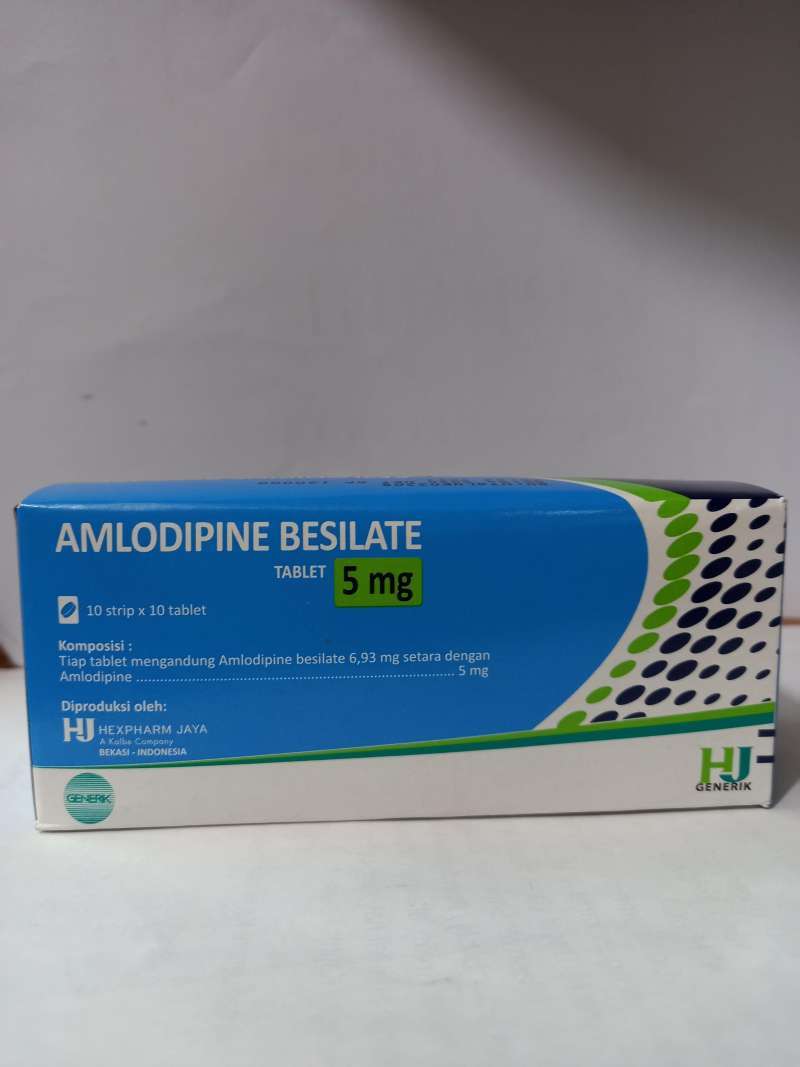 AMLODIPINE BESILATE
TABLET 5 mg
10 strip x 10 tablet
Komposisi :
Tiap tablet mengandung Amlodipine besilate 6,93 mg setara dengan
Amlodipine ................................................................................ 5 mg
Diproduksi oleh:
HJ HEXPHARM JAYA
A Kalbe Company
BEKASI - INDONESIA
GENERIK
HJ
GENERIK